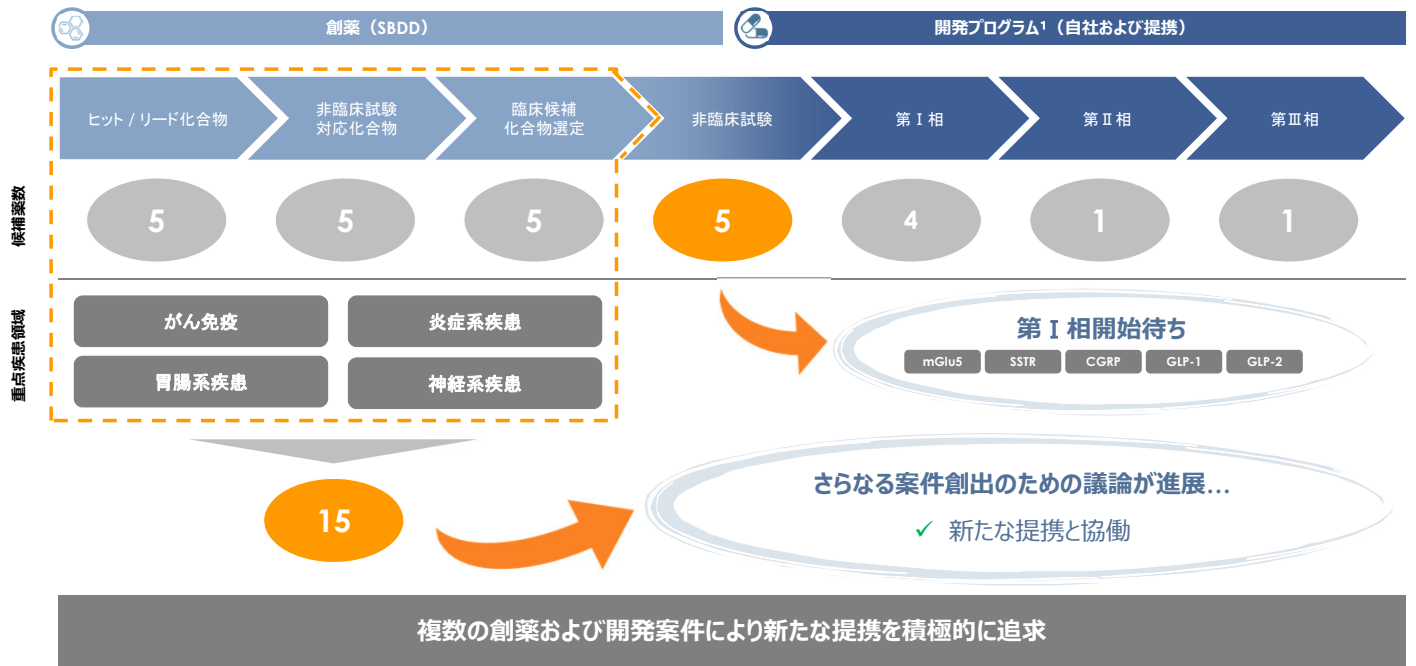 創薬（SBDD）
開発プログラム¹（自社および提携）
ヒット / リード化合物
非臨床試験
対応化合物
臨床候補
化合物選定
非臨床試験
第Ⅰ相
第Ⅱ相
第Ⅲ相
候補薬数
5
5
5
5
4
1
1
重点疾患領域
がん免疫
炎症系疾患
胃腸系疾患
神経系疾患
第Ⅰ相開始待ち
mGlu5
SSTR
CGRP
GLP-1
GLP-2
15
さらなる案件創出のための議論が進展...
✓ 新たな提携と協働
複数の創薬および開発案件により新たな提携を積極的に追求